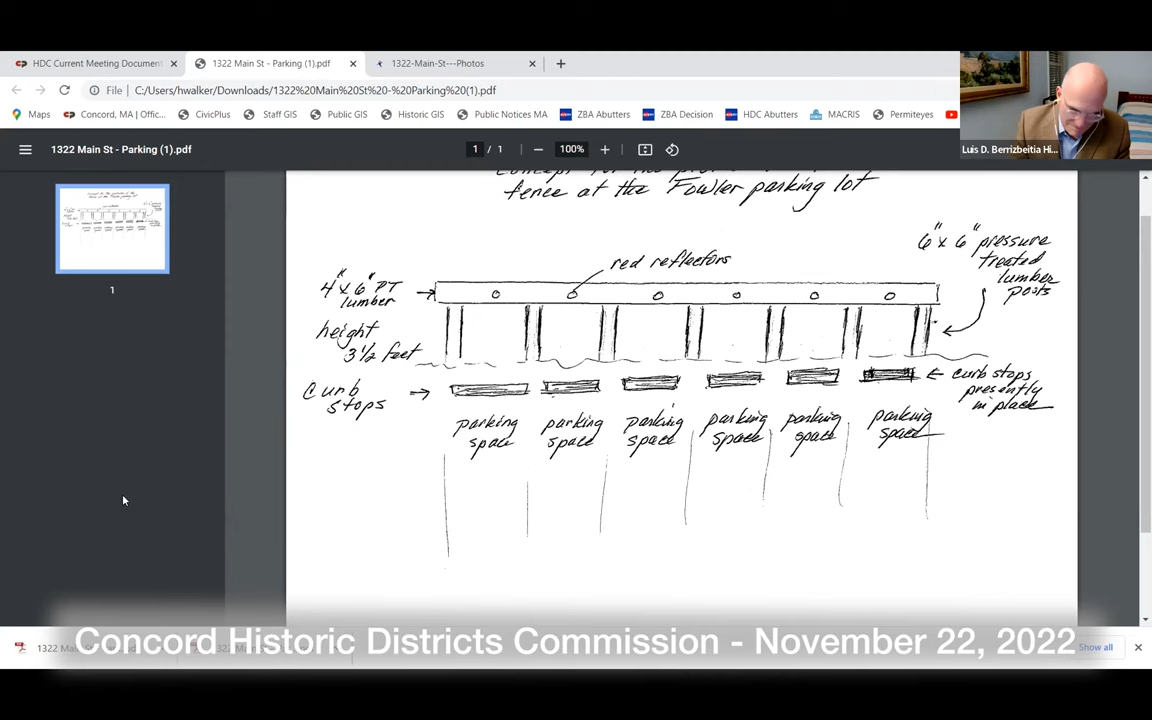 HDC Current Meeting Document
1322 Main St - Parking (1).pdf
1322-Main-St---Photos
File
C:/Users/hwalker/Downloads/1322%20Main%20St%20-%20Parking%20(1).pdf
Maps
Concord, MA | Offic...
CivicPlus
Staff GIS
Public GIS
Historic GIS
Public Notices MA
ZBA Abutters
ZBA Decision
HDC Abutters
MACRIS
Permiteyes
Luis D. Berrizbeitia Hi...
1322 Main St - Parking (1).pdf
1 / 1
100%
1
fence at the Fowler parking lot
red reflectors
6" x 6" pressure
treated
lumber
posts
4" x 6" PT
lumber
height
3 1/2 feet
Curb
stops
curb stops
presently
in place
parking
space
parking
space
parking
space
parking
space
parking
space
parking
space
1322 Main
Show all
Concord Historic Districts Commission - November 22, 2022